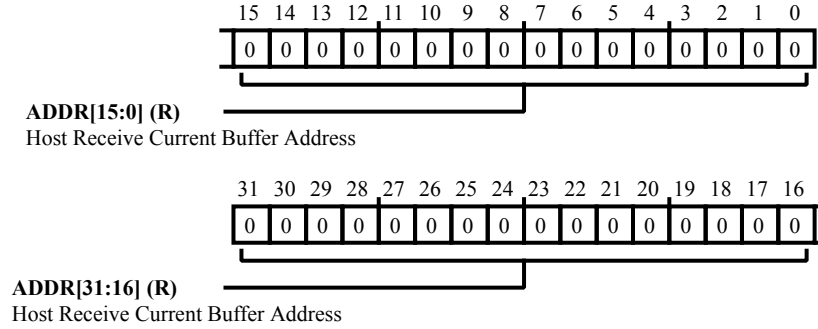 15 14 13 12 11 10 9 8 7 6 5 4 3 2 1 0
0 0 0 0 0 0 0 0 0 0 0 0 0 0 0 0
ADDR[15:0] (R)
Host Receive Current Buffer Address
31 30 29 28 27 26 25 24 23 22 21 20 19 18 17 16
0 0 0 0 0 0 0 0 0 0 0 0 0 0 0 0
ADDR[31:16] (R)
Host Receive Current Buffer Address